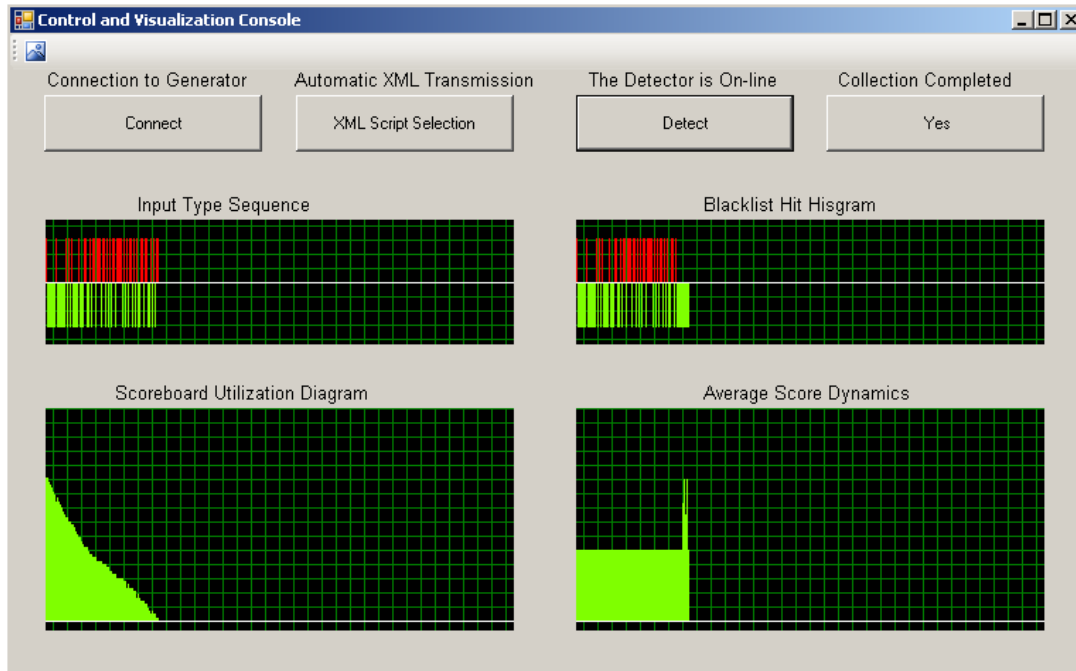 Control and Visualization Console
Connection to Generator
Automatic XML Transmission
The Detector is On-line
Collection Completed
Connect
XML Script Selection
Detect
Yes
Input Type Sequence
Blacklist Hit Hisgram
Scoreboard Utilization Diagram
Average Score Dynamics